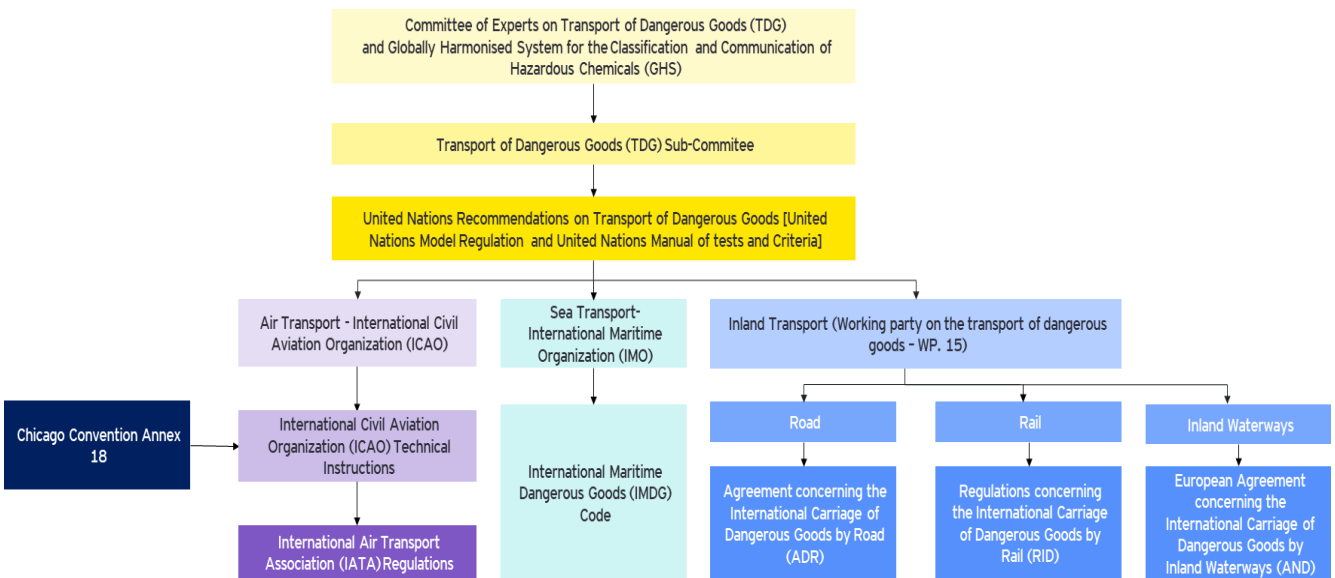 Committee of Experts on Transport of Dangerous Goods (TDG)
and Globally Harmonised System for the Classification and Communication of
Hazardous Chemicals (GHS)
Transport of Dangerous Goods (TDG) Sub-Commitee
United Nations Recommendations on Transport of Dangerous Goods [United
Nations Model Regulation and United Nations Manual of tests and Criteria]
Air Transport - International Civil
Aviation Organization (ICAO)
Sea Transport-
International Maritime
Organization (IMO)
Inland Transport (Working party on the transport of dangerous
goods – WP. 15)
Chicago Convention Annex
18
International Civil Aviation
Organization (ICAO) Technical
Instructions
International Air Transport
Association (IATA) Regulations
International Maritime
Dangerous Goods (IMDG)
Code
Road
Agreement concerning the
International Carriage of
Dangerous Goods by Road
(ADR)
Rail
Regulations concerning
the International Carriage
of Dangerous Goods by
Rail (RID)
Inland Waterways
European Agreement
concerning the
International Carriage of
Dangerous Goods by
Inland Waterways (AND)